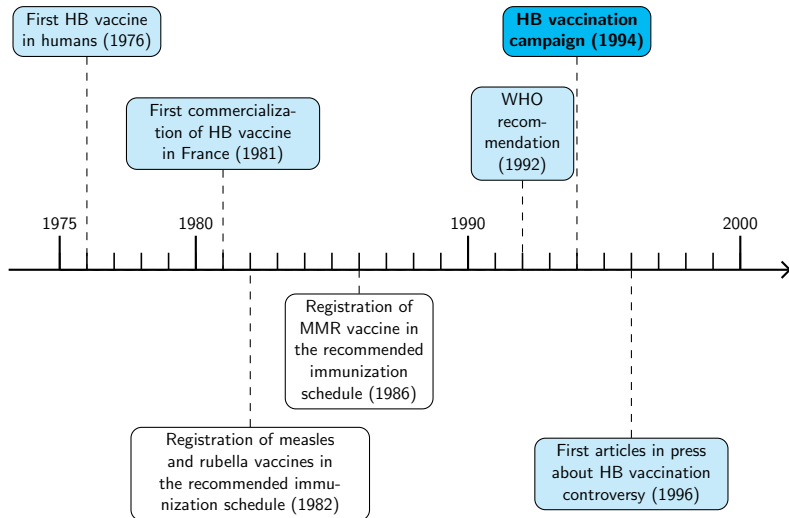 First HB vaccine
in humans (1976)
HB vaccination
campaign (1994)
First commercializa-
tion of HB vaccine
in France (1981)
WHO
recom-
mendation
(1992)
1975
1980
1990
2000
Registration of
MMR vaccine in
the recommended
immunization
schedule (1986)
Registration of measles
and rubella vaccines in
the recommended immu-
nization schedule (1982)
First articles in press
about HB vaccination
controversy (1996)